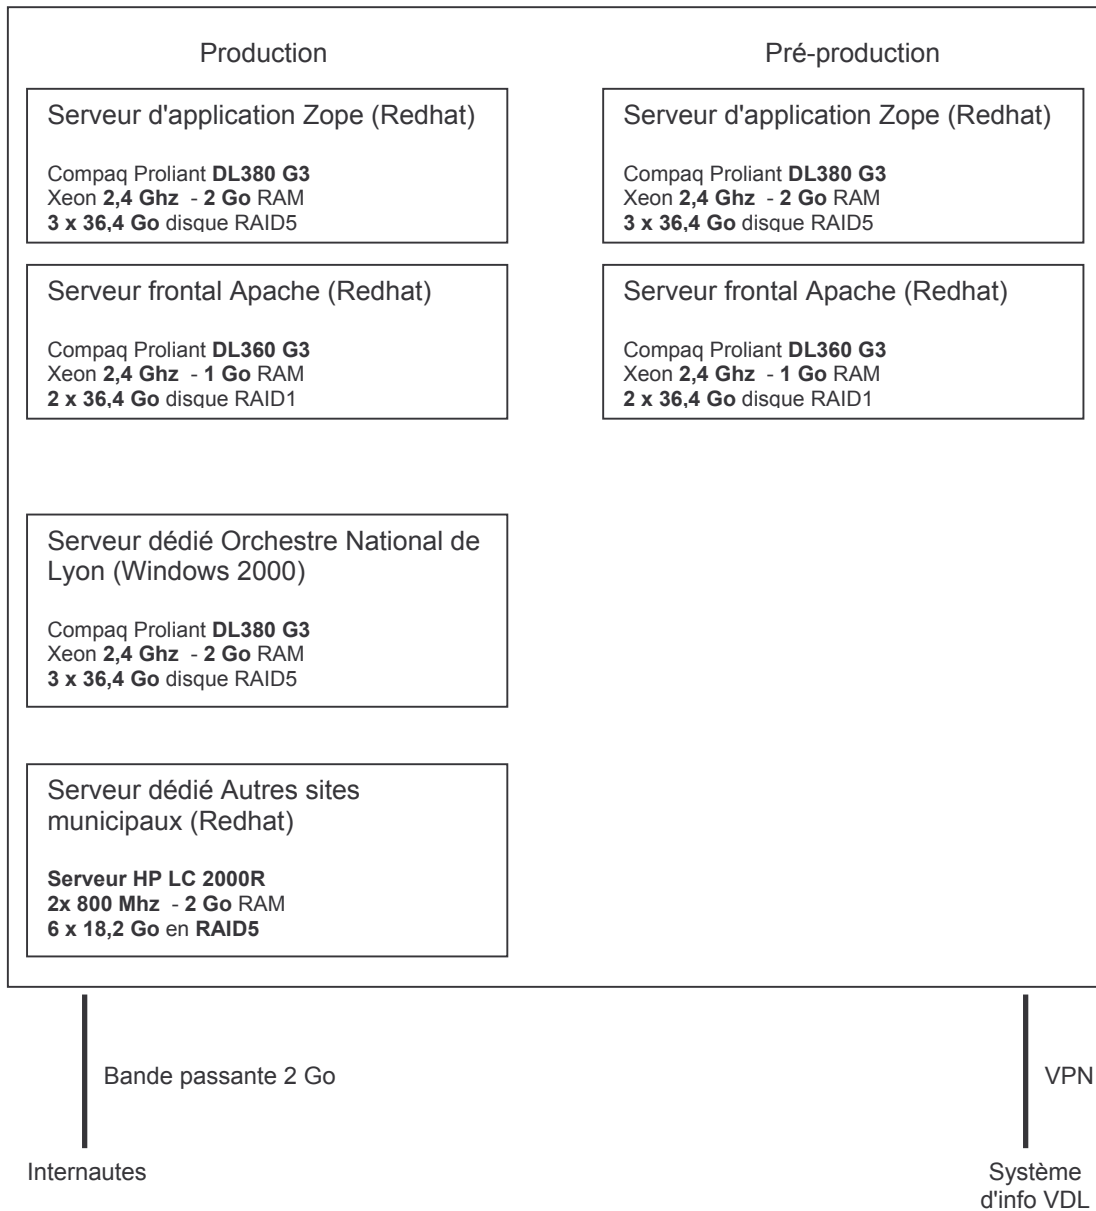 Production
Serveur d'application Zope (Redhat)
Compaq Proliant DL380 G3
Xeon 2,4 Ghz - 2 Go RAM
3 x 36,4 Go disque RAID5
Serveur frontal Apache (Redhat)
Compaq Proliant DL360 G3
Xeon 2,4 Ghz - 1 Go RAM
2 x 36,4 Go disque RAID1
Serveur dédié Orchestre National de
Lyon (Windows 2000)
Compaq Proliant DL380 G3
Xeon 2,4 Ghz - 2 Go RAM
3 x 36,4 Go disque RAID5
Serveur dédié Autres sites
municipaux (Redhat)
Serveur HP LC 2000R
2x 800 Mhz - 2 Go RAM
6 x 18,2 Go en RAID5
Pré-production
Serveur d'application Zope (Redhat)
Compaq Proliant DL380 G3
Xeon 2,4 Ghz - 2 Go RAM
3 x 36,4 Go disque RAID5
Serveur frontal Apache (Redhat)
Compaq Proliant DL360 G3
Xeon 2,4 Ghz - 1 Go RAM
2 x 36,4 Go disque RAID1
Bande passante 2 Go
Internautes
VPN
Système
d'info VDL